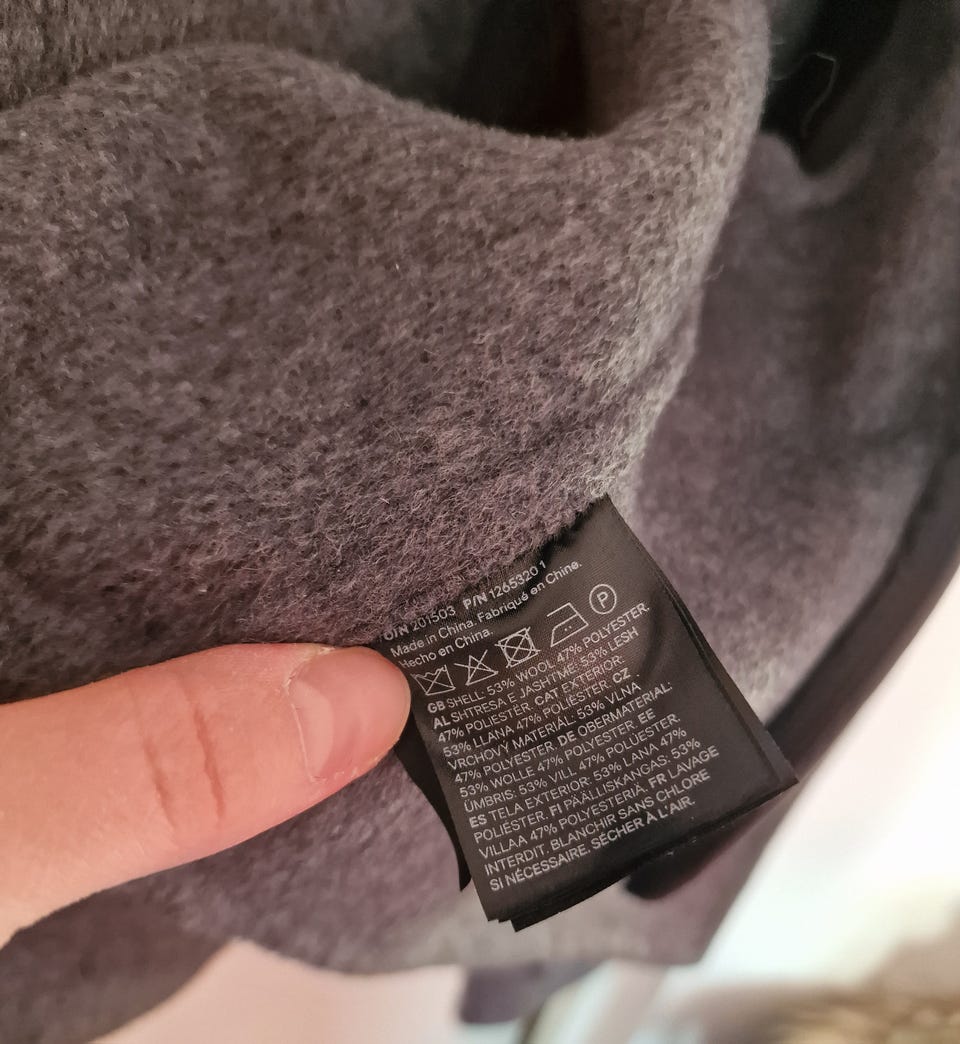 O/N 201503 P/N 1265320 1
Made in China. Fabriqué en Chine.
Hecho en China.
P
GB SHELL: 53% WOOL 47% POLYESTER.
AL SHTRESA E JASHTME: 53% LESH
47% POLIESTËR. CAT EXTERIOR:
53% LLANA 47% POLIÈSTER. CZ
VRCHOVÝ MATERIÁL: 53% VLNA
47% POLYESTER. DE OBERMATERIAL:
53% WOLLE 47% POLYESTER. EE
ÜMBRIS: 53% VILL 47% POLÜESTER.
ES TELA EXTERIOR: 53% LANA 47%
POLIÉSTER. FI PÄÄLLISKANGAS: 53%
VILLAA 47% POLYESTERIÄ. FR LAVAGE
INTERDIT. BLANCHIR SANS CHLORE
SI NÉCESSAIRE. SÉCHER À L'AIR.